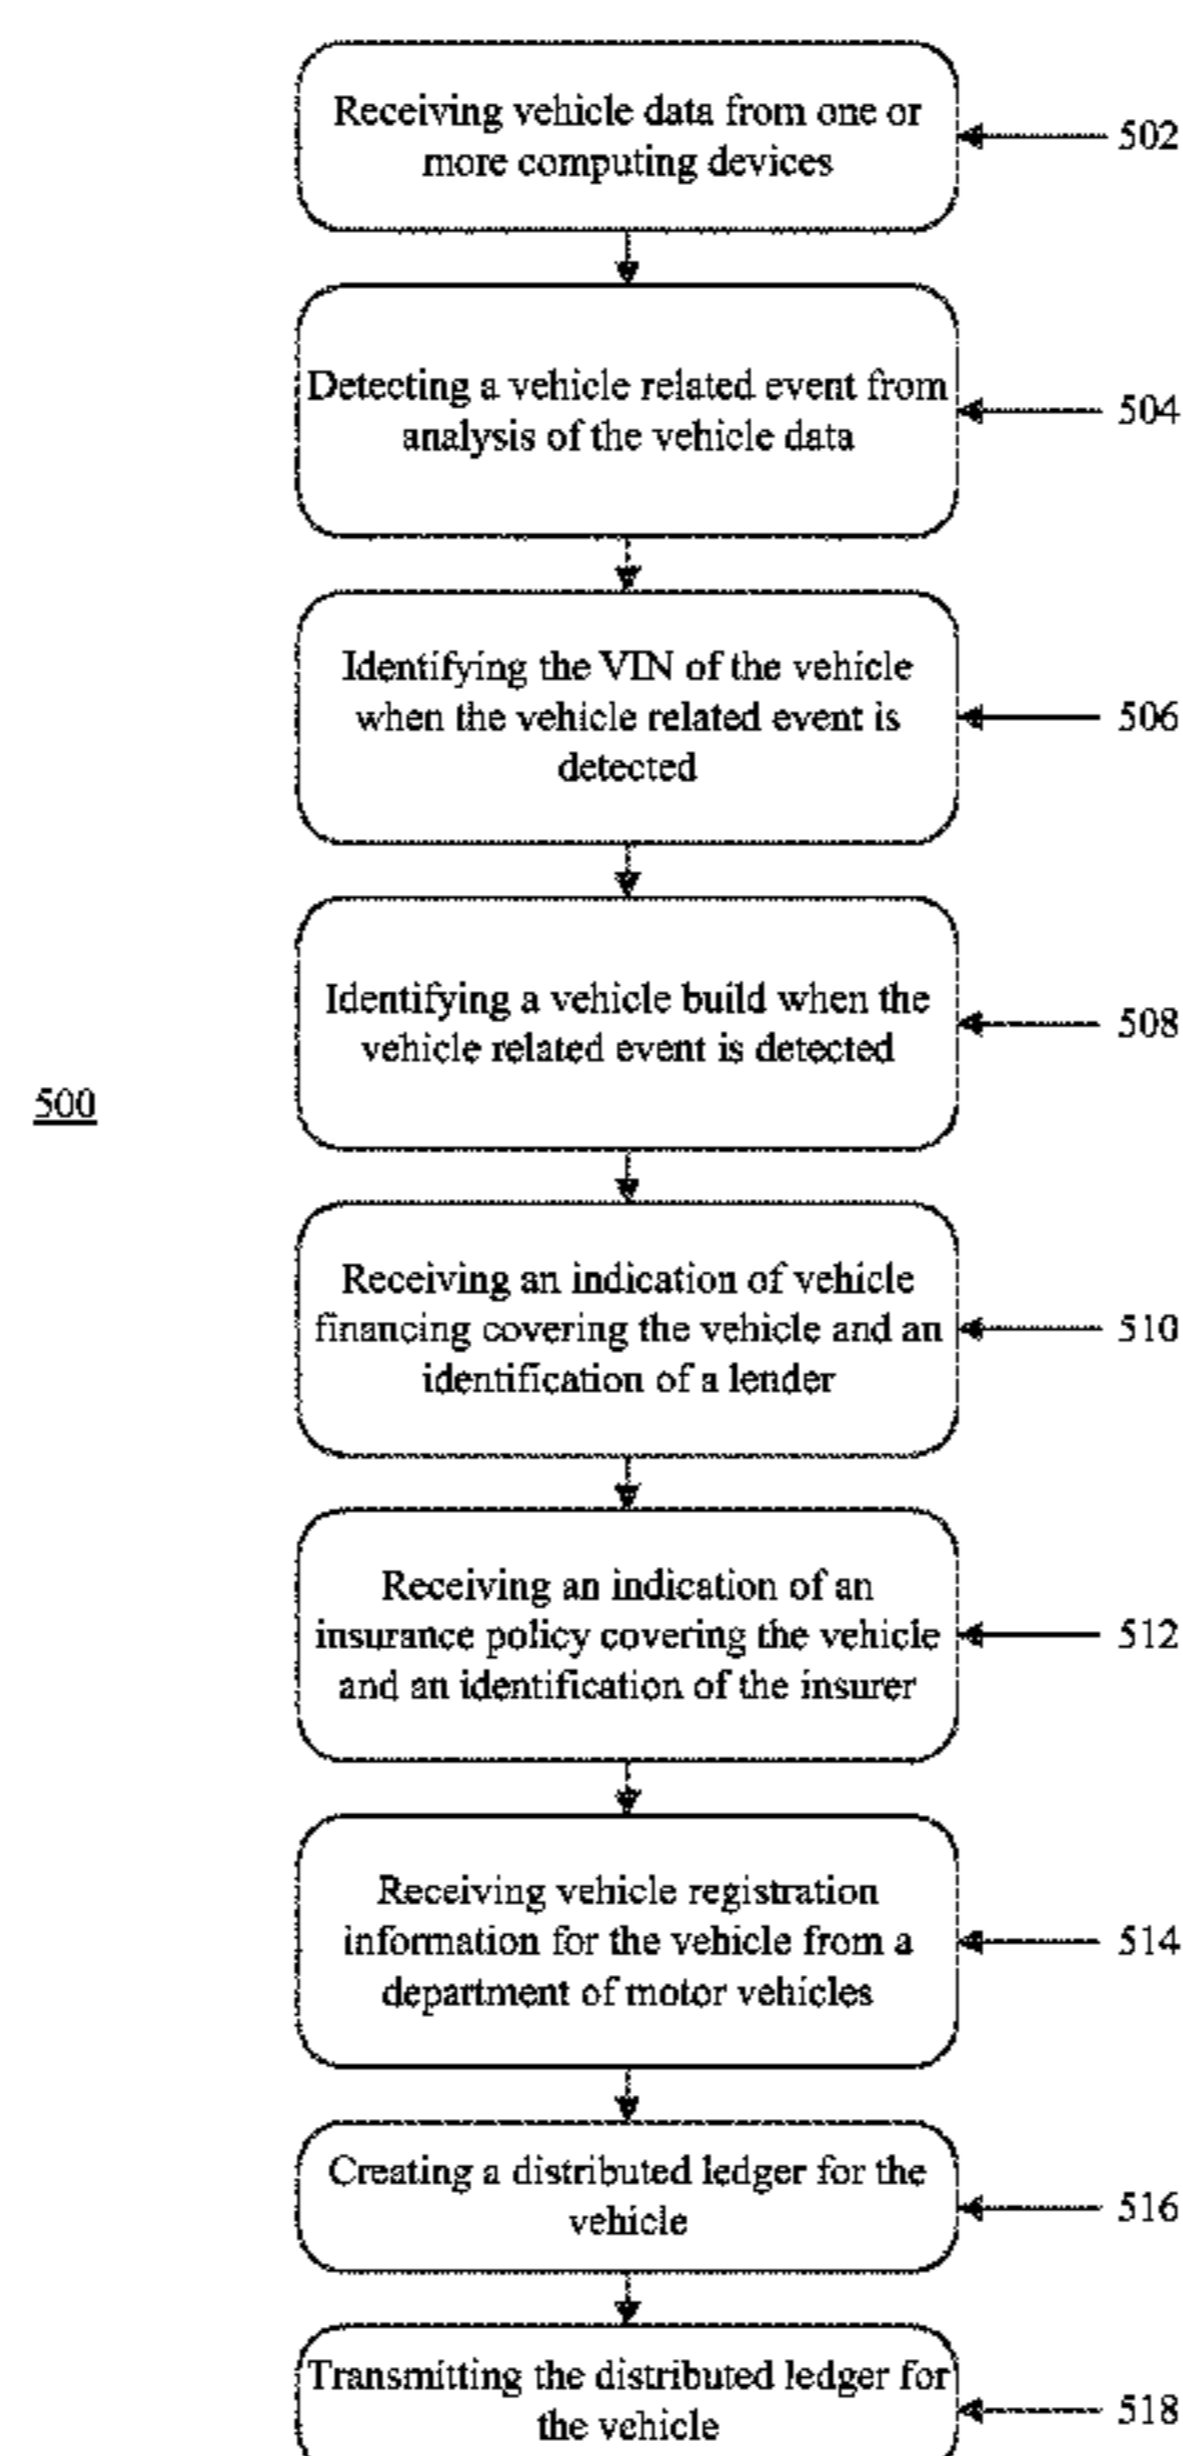 Receiving vehicle data from one or
more computing devices
502
Detecting a vehicle related event from
analysis of the vehicle data
504
Identifying the VIN of the vehicle
when the vehicle related event is
detected
506
Identifying a vehicle build when the
vehicle related event is detected
508
500
Receiving an indication of vehicle
financing covering the vehicle and an
identification of a lender
510
Receiving an indication of an
insurance policy covering the vehicle
and an identification of the insurer
512
Receiving vehicle registration
information for the vehicle from a
department of motor vehicles
514
Creating a distributed ledger for the
vehicle
516
Transmitting the distributed ledger for
the vehicle
518